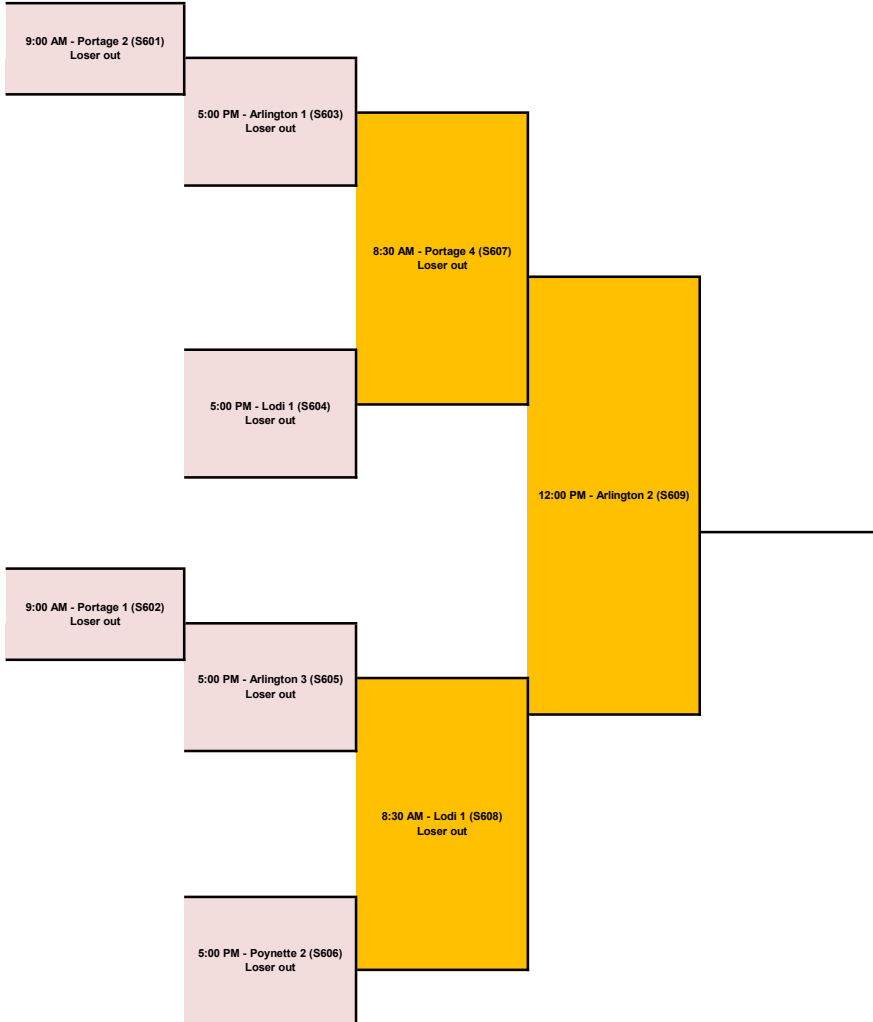 9:00 AM - Portage 2 (S601)
Loser out
5:00 PM - Arlington 1 (S603)
Loser out
8:30 AM - Portage 4 (S607)
Loser out
5:00 PM - Lodi 1 (S604)
Loser out
12:00 PM - Arlington 2 (S609)
9:00 AM - Portage 1 (S602)
Loser out
5:00 PM - Arlington 3 (S605)
Loser out
8:30 AM - Lodi 1 (S608)
Loser out
5:00 PM - Poynette 2 (S606)
Loser out